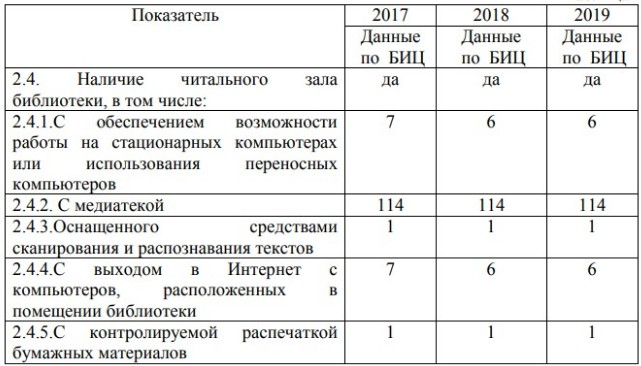 Показатель 2017 2018 2019
Данные Данные Данные
по БИЦ по БИЦ по БИЦ
2.4. Наличие читального зала да да да
библиотеки, в том числе:
2.4.1.С обеспечением возможности 7 6 6
работы на стационарных компьютерах
или использования переносных
компьютеров
2.4.2. С медиатекой 114 114 114
2.4.3.Оснащенного средствами 1 1 1
сканирования и распознавания текстов
2.4.4.С выходом в Интернет с 7 6 6
компьютеров, расположенных в
помещении библиотеки
2.4.5.С контролируемой распечаткой 1 1 1
бумажных материалов